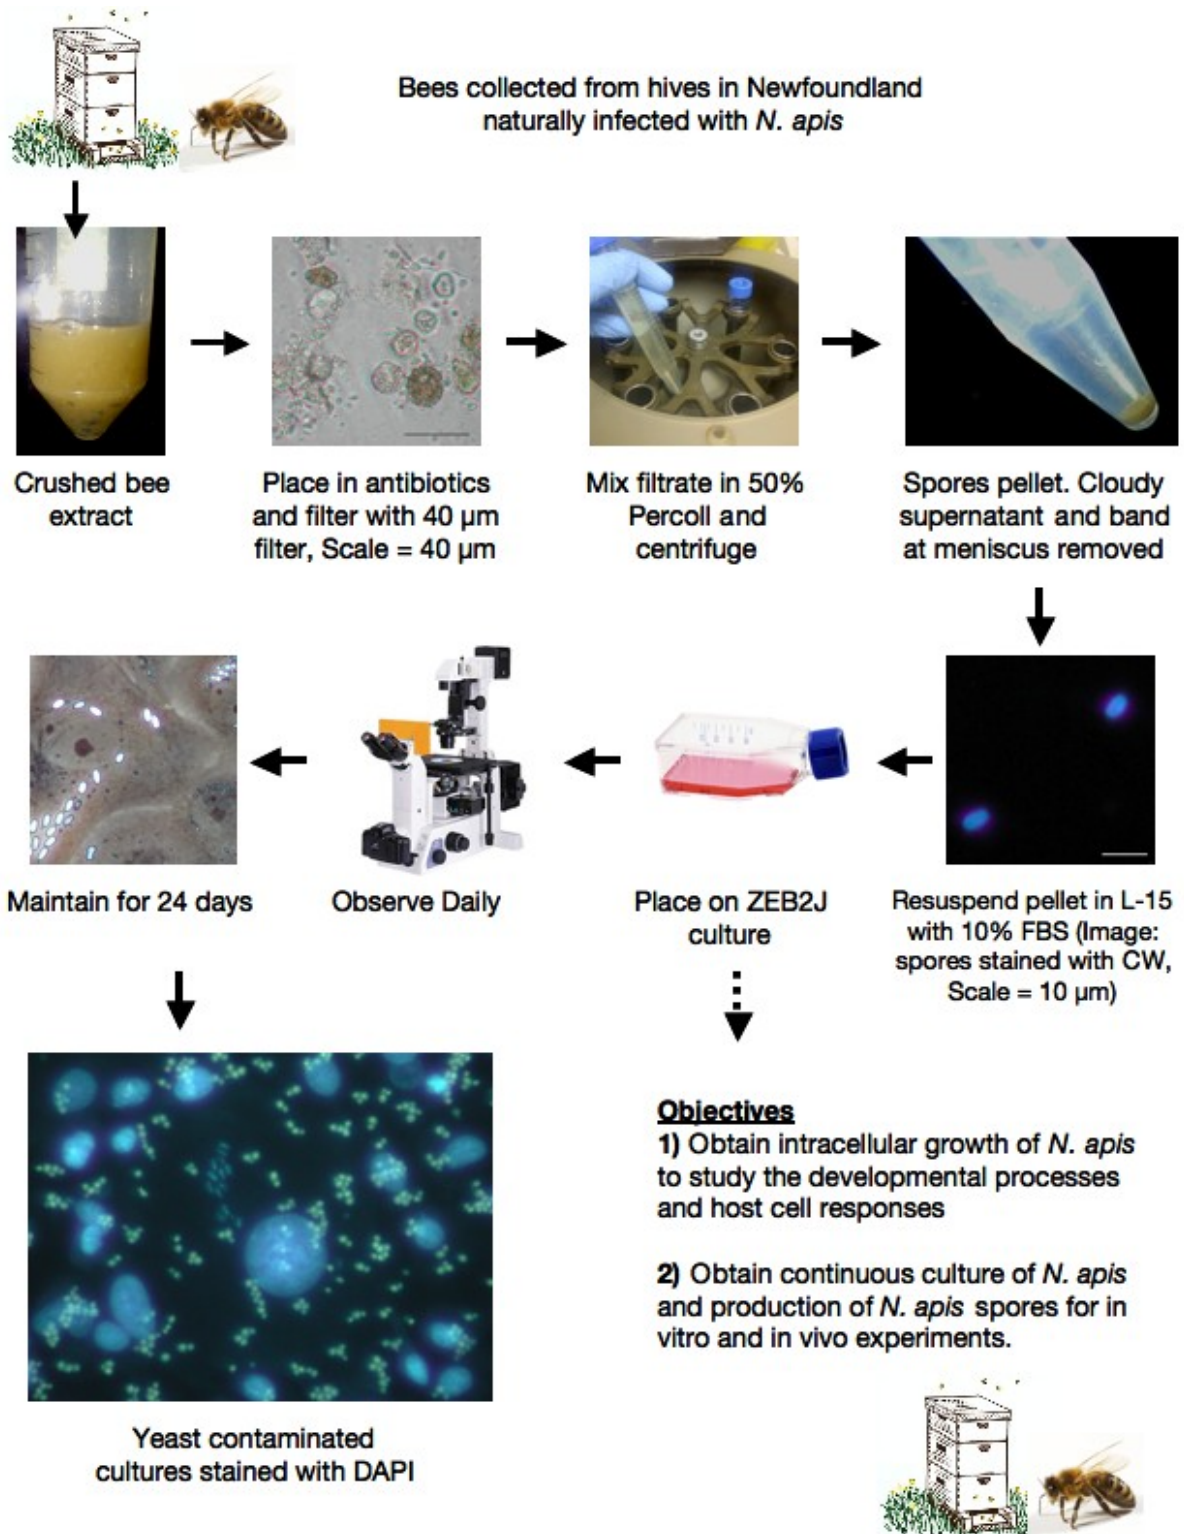 Bees collected from hives in Newfoundland
naturally infected with N. apis
Crushed bee
extract
Place in antibiotics
and filter with 40 µm
filter, Scale = 40 µm
Mix filtrate in 50%
Percoll and
centrifuge
Spores pellet. Cloudy
supernatant and band
at meniscus removed
Maintain for 24 days
Observe Daily
Place on ZEB2J
culture
Resuspend pellet in L-15
with 10% FBS (Image:
spores stained with CW,
Scale = 10 µm)
Objectives
1) Obtain intracellular growth of N. apis
to study the developmental processes
and host cell responses
2) Obtain continuous culture of N. apis
and production of N. apis spores for in
vitro and in vivo experiments.
Yeast contaminated
cultures stained with DAPI